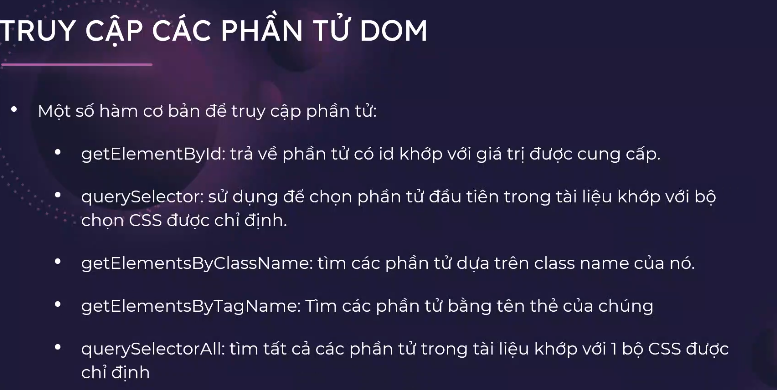 TRUY CẬP CÁC PHẦN TỬ DOM
• Một số hàm cơ bản để truy cập phần tử:
• getElementById: trả về phần tử có id khớp với giá trị được cung cấp.
• querySelector: sử dụng để chọn phần tử đầu tiên trong tài liệu khớp với bộ
chọn CSS được chỉ định.
• getElementsByClassName: tìm các phần tử dựa trên class name của nó.
• getElementsByTagName: Tìm các phần tử bằng tên thẻ của chúng
• querySelectorAll: tìm tất cả các phần tử trong tài liệu khớp với 1 bộ CSS được
chỉ định